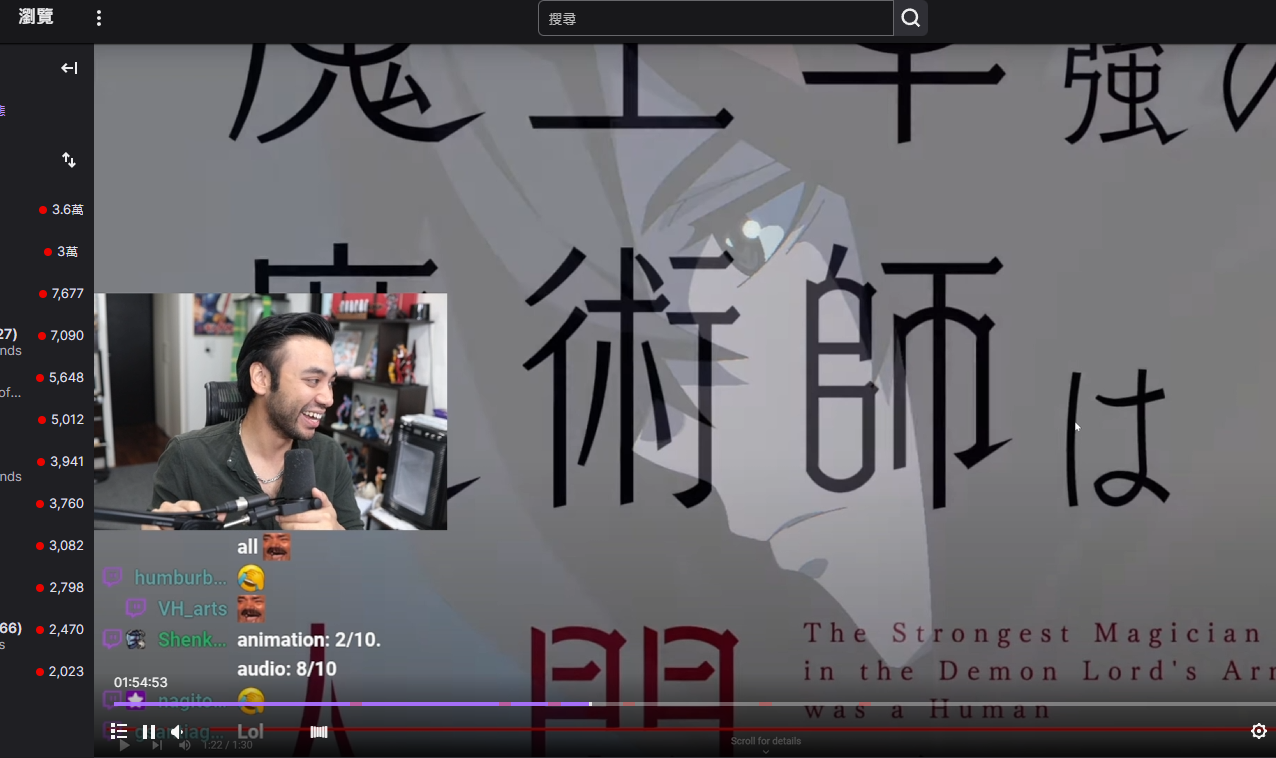 瀏覽
搜尋
3.6萬
3萬
7,677
27)
7,090
nds
5,648
of...
5,012
3,941
nds
3,760
3,082
2,798
66)
2,470
s
2,023
魔王軍強の
魔術師は
人間
The Strongest Magician
in the Demon Lord's Ar
was a Human
all
humburb...
VH_arts
Shenk... animation: 2/10.
audio: 8/10
01:54:53
nagito...
Lol
1:22 / 1:30
Scroll for details